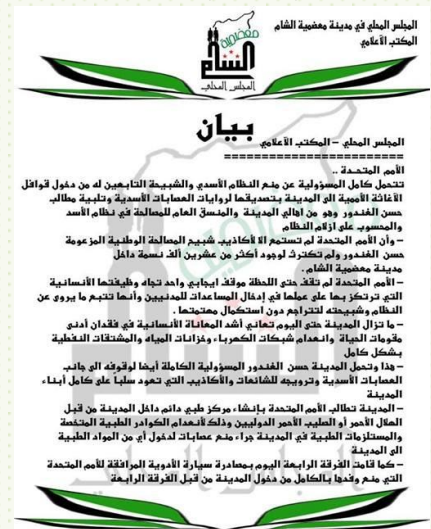 المجلس المحلي في مدينة معضمية الشام
المكتب الأعلامي
معضمية
الشام
المجلس المحلي
بيان
المجلس المحلي – المكتب الأعلامي
========================
الأمم المتحدة ..
تتحمل كامل المسؤولية عن منع النظام الأسدي والشبيحة التابعين له من دخول قوافل
الأغاثة الأممية الى المدينة بتصديقها لروايات العصابات الأسدية وتلبية مطالب
حسن الغندور وهو من اهالي المدينة والمنسق العام للمصالحة في نظام الأسد
والمحسوب على ازلام النظام
– وأن الأمم المتحدة لم تستمع الا لأكاذيب شبيح المصالحة الوطنية المزعومة
حسن الغندور ولم تكترث لوجود أكثر من عشرين ألف نسمة داخل
مدينة معضمية الشام .
– الأمم المتحدة لم تقف حتى اللحظة موقف ايجابي واحد تجاه وظيفتها الأنسانية
التي ترتكز بها على عملها في إدخال المساعدات للمدنيين وأنها تتبع ما يروى عن
النظام وشبيحته لتتراجع دون استكمال مهمتها .
– ما تزال المدينة حتى اليوم تعاني أشد المعاناة الأنسانية في فقدان أدنى
مقومات الحياة وانعدام شبكات الكهرباء وخزانات المياه والمشتقات النفطية
بشكل كامل
– هذا وتحمل المدينة حسن الغندور المسؤولية الكاملة أيضا لوقوفه الى جانب
العصابات الأسدية وترويجه للشائعات والأكاذيب التي تعود سلبا على كامل أبناء
المدينة
– المدينة تطالب الأمم المتحدة بإنشاء مركز طبي دائم داخل المدينة من قبل
الهلال الأحمر أو الصليب الأحمر الدوليين وذلك لأنعدام الكوادر الطبية المختصة
والمستلزمات الطبية في المدينة جراء منع عصابات لدخول أي من المواد الطبية
الى المدينة
– كما قامت الفرقة الرابعة اليوم بمصادرة سيارة الأدوية المرافقة للأمم المتحدة
التي منع وفدها بالكامل من دخول المدينة من قبل الفرقة الرابعة